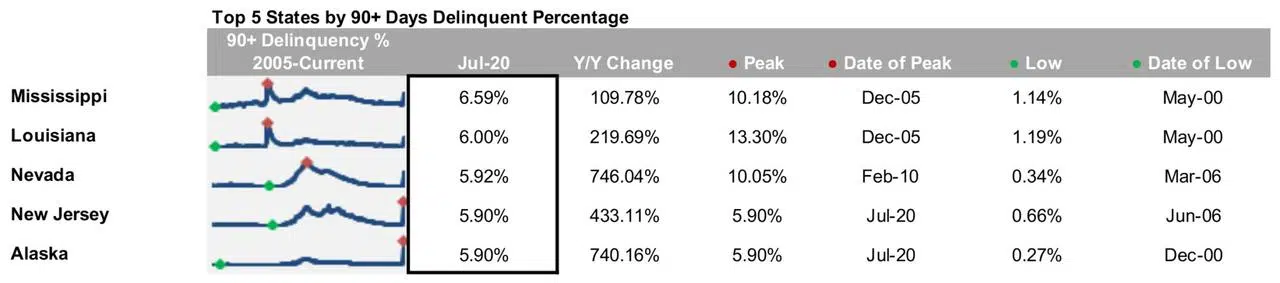 Top 5 States by 90+ Days Delinquent Percentage
90+ Delinquency %
2005-Current Jul-20 Y/Y Change Peak Date of Peak Low Date of Low
Mississippi 6.59% 109.78% 10.18% Dec-05 1.14% May-00
Louisiana 6.00% 219.69% 13.30% Dec-05 1.19% May-00
Nevada 5.92% 746.04% 10.05% Feb-10 0.34% Mar-06
New Jersey 5.90% 433.11% 5.90% Jul-20 0.66% Jun-06
Alaska 5.90% 740.16% 5.90% Jul-20 0.27% Dec-00